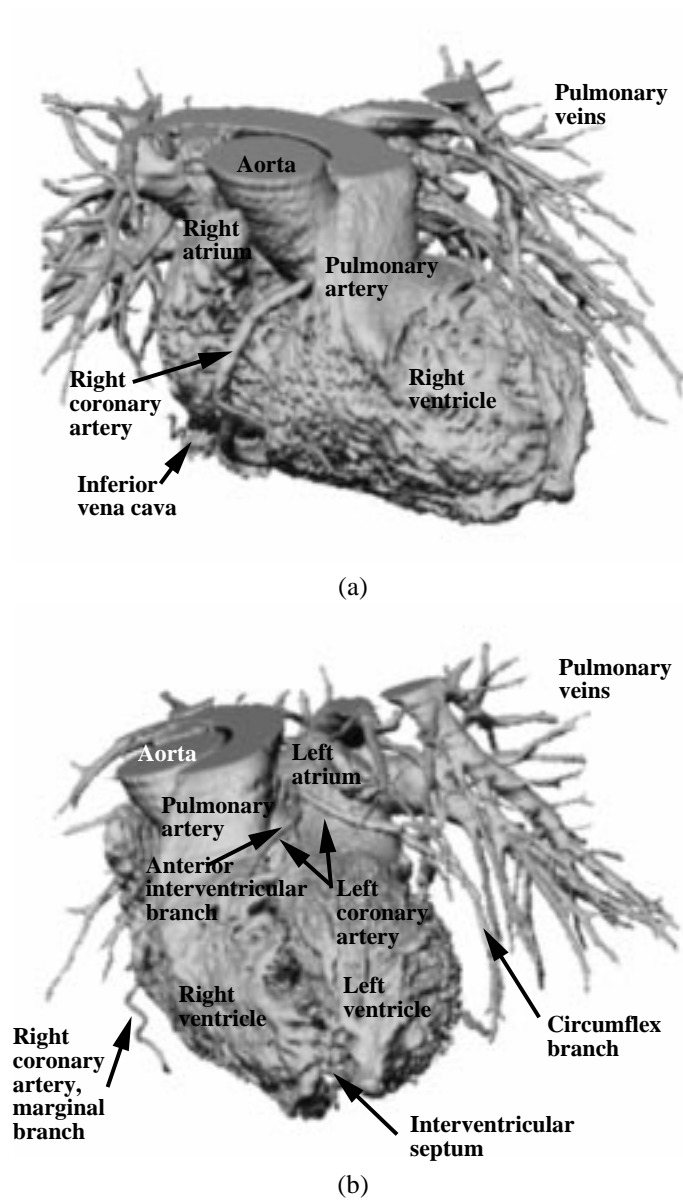 Pulmonary
veins
Aorta
Right
atrium
Pulmonary
artery
Right
coronary
artery
Right
ventricle
Inferior
vena cava
(a)
Pulmonary
veins
Aorta
Left
atrium
Pulmonary
artery
Anterior
interventricular
branch
Left
coronary
artery
Right
ventricle
Left
ventricle
Circumflex
branch
Right
coronary
artery,
marginal
branch
Interventricular
septum
(b)